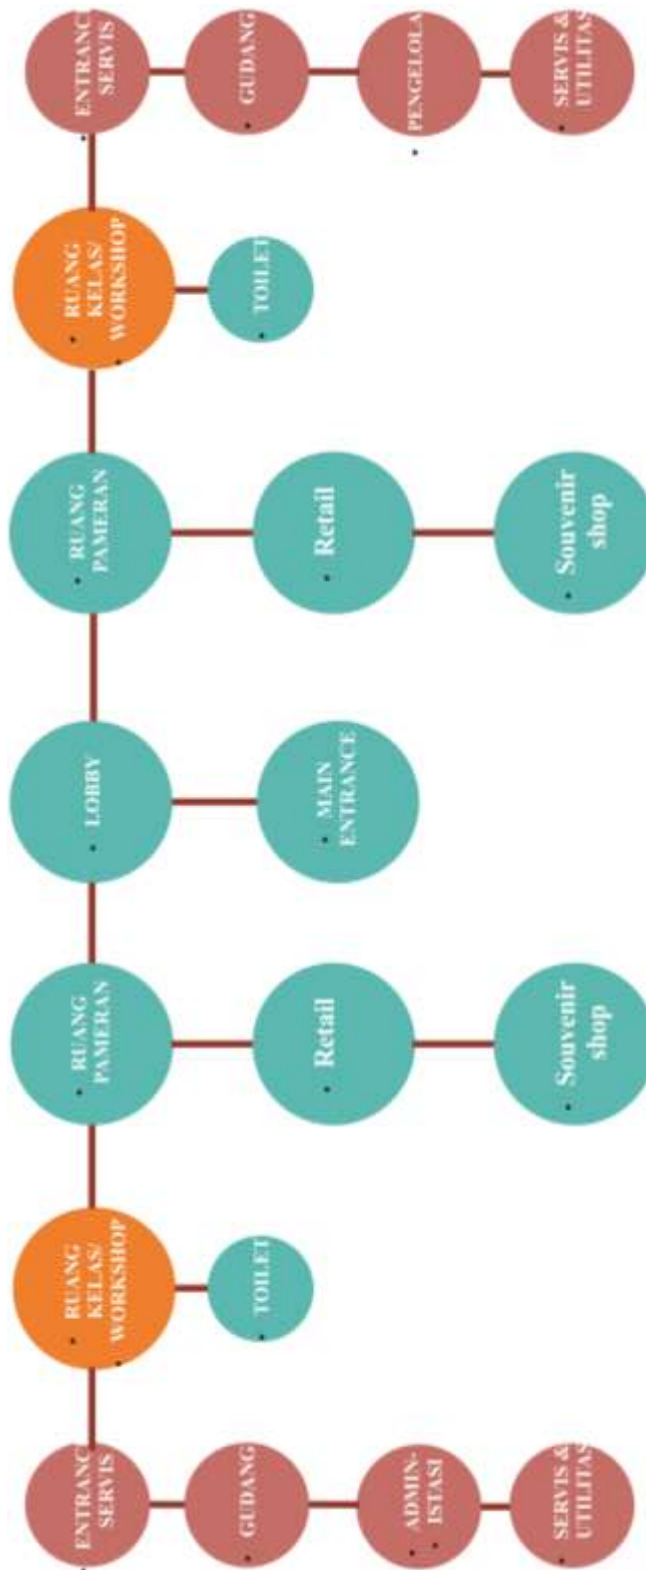 ENTRANC
SERVIS
RUANG
KELAS/
WORKSHOP
RUANG
PAMERAN
LOBBY
RUANG
PAMERAN
RUANG
KELAS/
WORKSHOP
ENTRANC
SERVIS
GUDANG
TOILET
Retail
MAIN
ENTRANCE
Retail
TOILET
GUDANG
ADMIN-
ISTASI
PENGELOLA
SERVIS &
UTILITAS
Souvenir
shop
Souvenir
shop
SERVIS &
UTILITAS